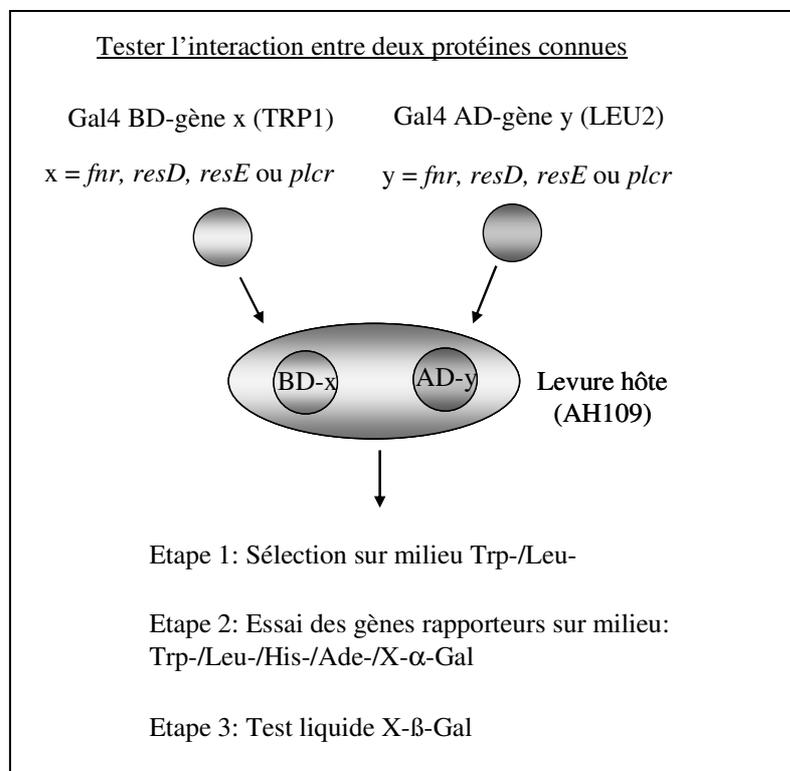 Tester l'interaction entre deux protéines connues
Gal4 BD-gène x (TRP1)
Gal4 AD-gène y (LEU2)
x = fnr, resD, resE ou plcr
y = fnr, resD, resE ou plcr
BD-x
AD-y
Levure hôte
(AH109)
Etape 1: Sélection sur milieu Trp-/Leu-
Etape 2: Essai des gènes rapporteurs sur milieu:
Trp-/Leu-/His-/Ade-/X-α-Gal
Etape 3: Test liquide X-ß-Gal